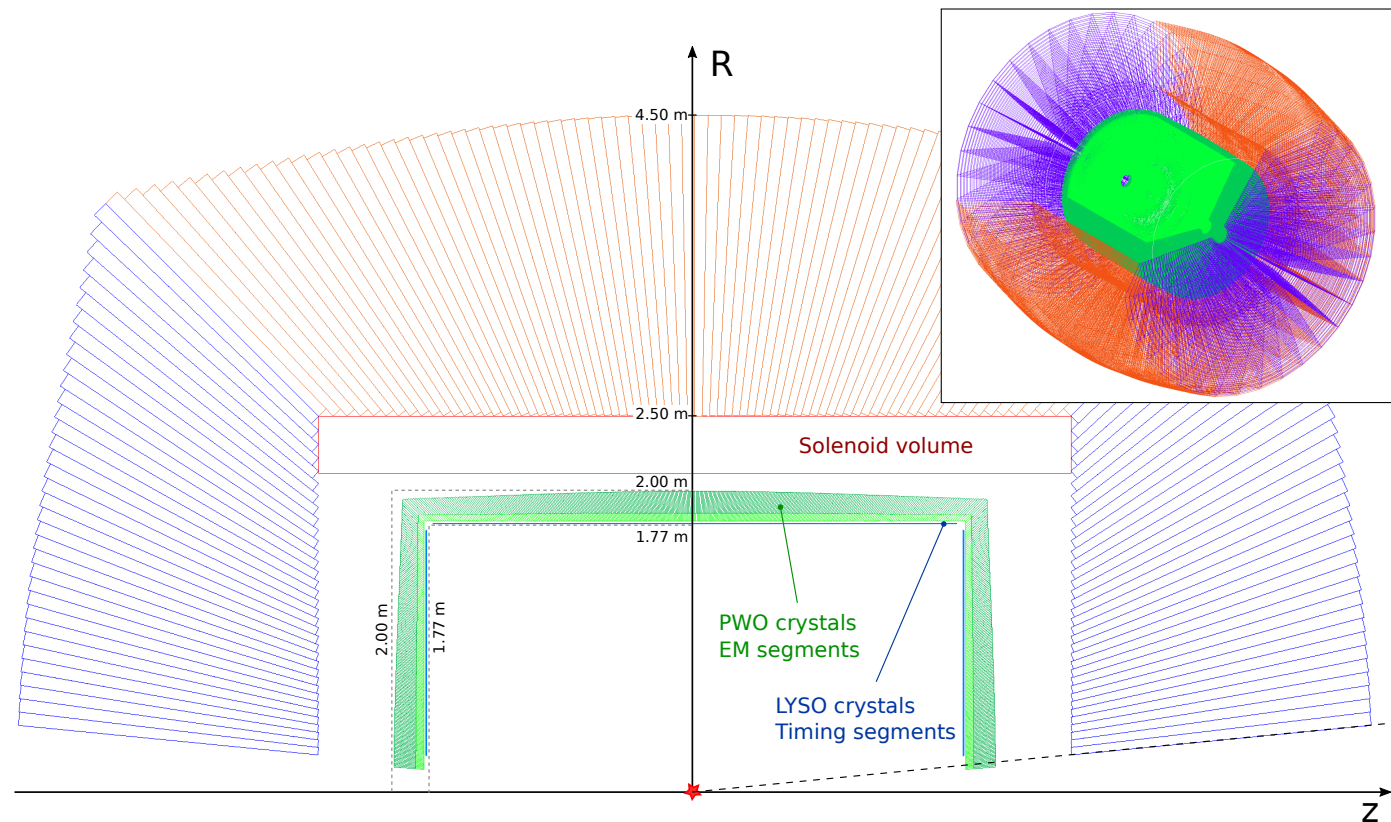 R
4.50 m
2.50 m
Solenoid volume
2.00 m
1.77 m
2.00 m
1.77 m
PWO crystals
EM segments
LYSO crystals
Timing segments
z